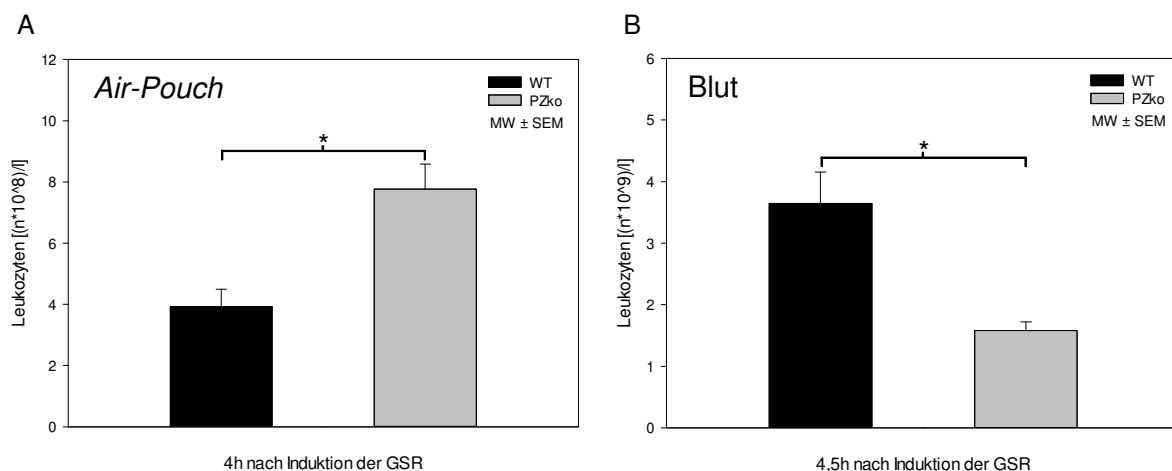 A
Leukozyten [(n*10^8)/l]
12
10
8
6
4
2
0
Air-Pouch
WT
PZko
MW ± SEM
*
4h nach Induktion der GSR
B
Leukozyten [(n*10^9)/l]
6
5
4
3
2
1
0
Blut
WT
PZko
MW ± SEM
*
4,5h nach Induktion der GSR